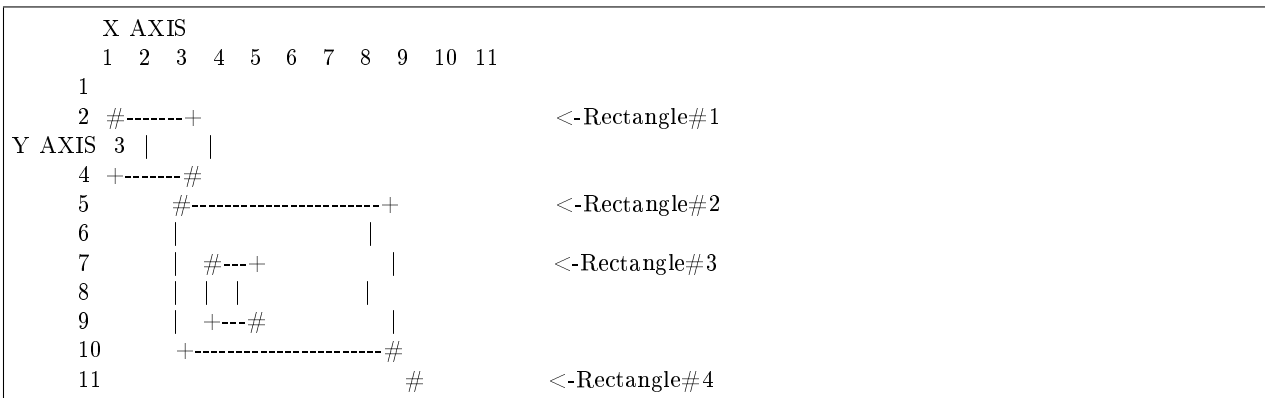 X AXIS
1 2 3 4 5 6 7 8 9 10 11
1
2 #-------+ <-Rectangle#1
Y AXIS 3 | |
4 +-------#
5 #------------------------+ <-Rectangle#2
6 | |
7 | #---+ | <-Rectangle#3
8 | | | |
9 | +---# |
10 +------------------------#
11 # <-Rectangle#4